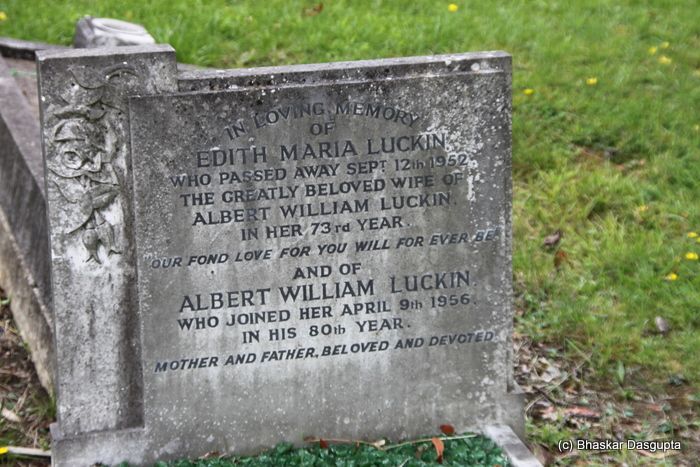 IN LOVING MEMORY
OF
EDITH MARIA LUCKIN
WHO PASSED AWAY SEPT 12th 1952
THE GREATLY BELOVED WIFE OF
ALBERT WILLIAM LUCKIN.
IN HER 73rd YEAR.
"OUR FOND LOVE FOR YOU WILL FOR EVER BE"
AND OF
ALBERT WILLIAM LUCKIN.
WHO JOINED HER APRIL 9th 1956.
IN HIS 80th YEAR.
MOTHER AND FATHER, BELOVED AND DEVOTED.
(c) Bhaskar Dasgupta